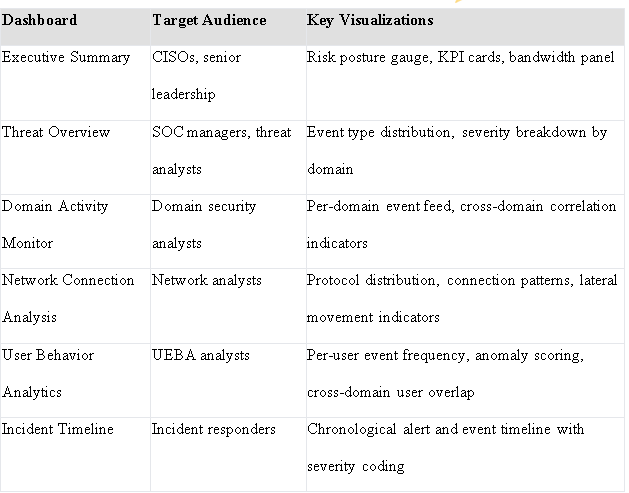 Dashboard Target Audience Key Visualizations
Executive Summary CISOs, senior Risk posture gauge, KPI cards, bandwidth panel
leadership
Threat Overview SOC managers, threat Event type distribution, severity breakdown by
analysts domain
Domain Activity Domain security Per-domain event feed, cross-domain correlation
Monitor analysts indicators
Network Connection Network analysts Protocol distribution, connection patterns, lateral
Analysis movement indicators
User Behavior UEBA analysts Per-user event frequency, anomaly scoring,
Analytics cross-domain user overlap
Incident Timeline Incident responders Chronological alert and event timeline with
severity coding